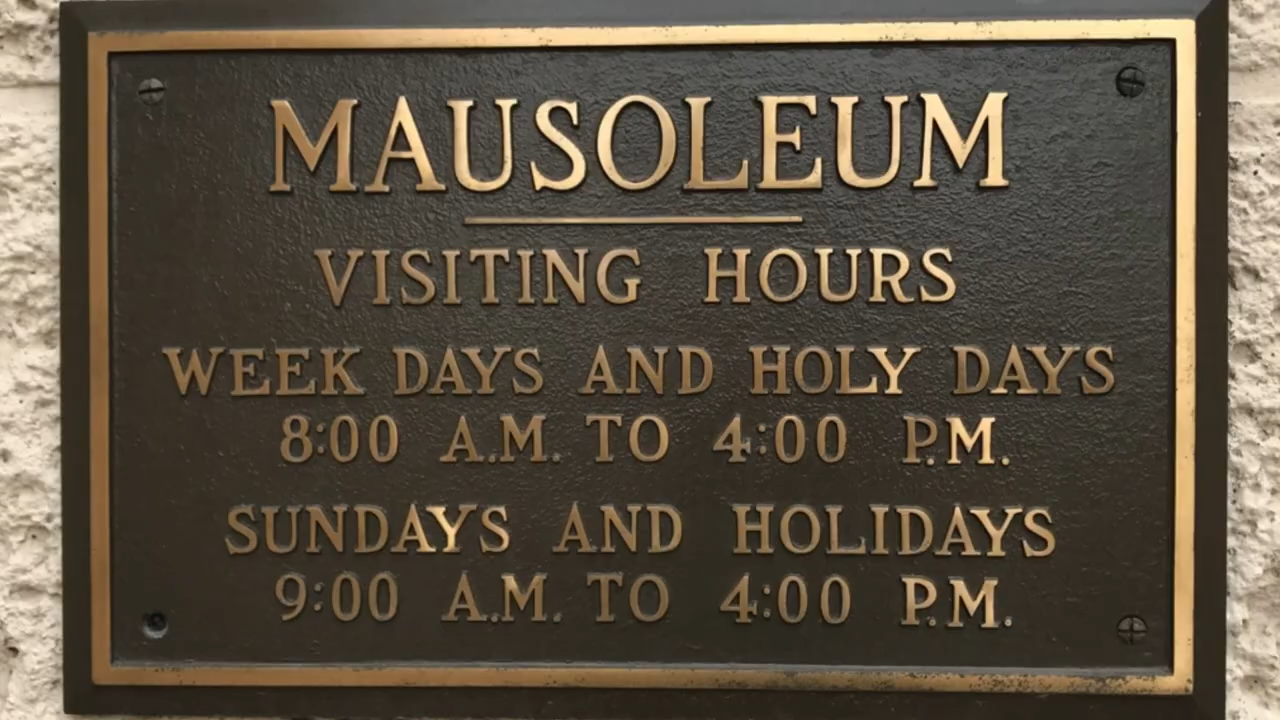 MAUSOLEUM
VISITING HOURS
WEEK DAYS AND HOLY DAYS
8:00 A.M. TO 4:00 P.M.
SUNDAYS AND HOLIDAYS
9:00 A.M. TO 4:00 P.M.